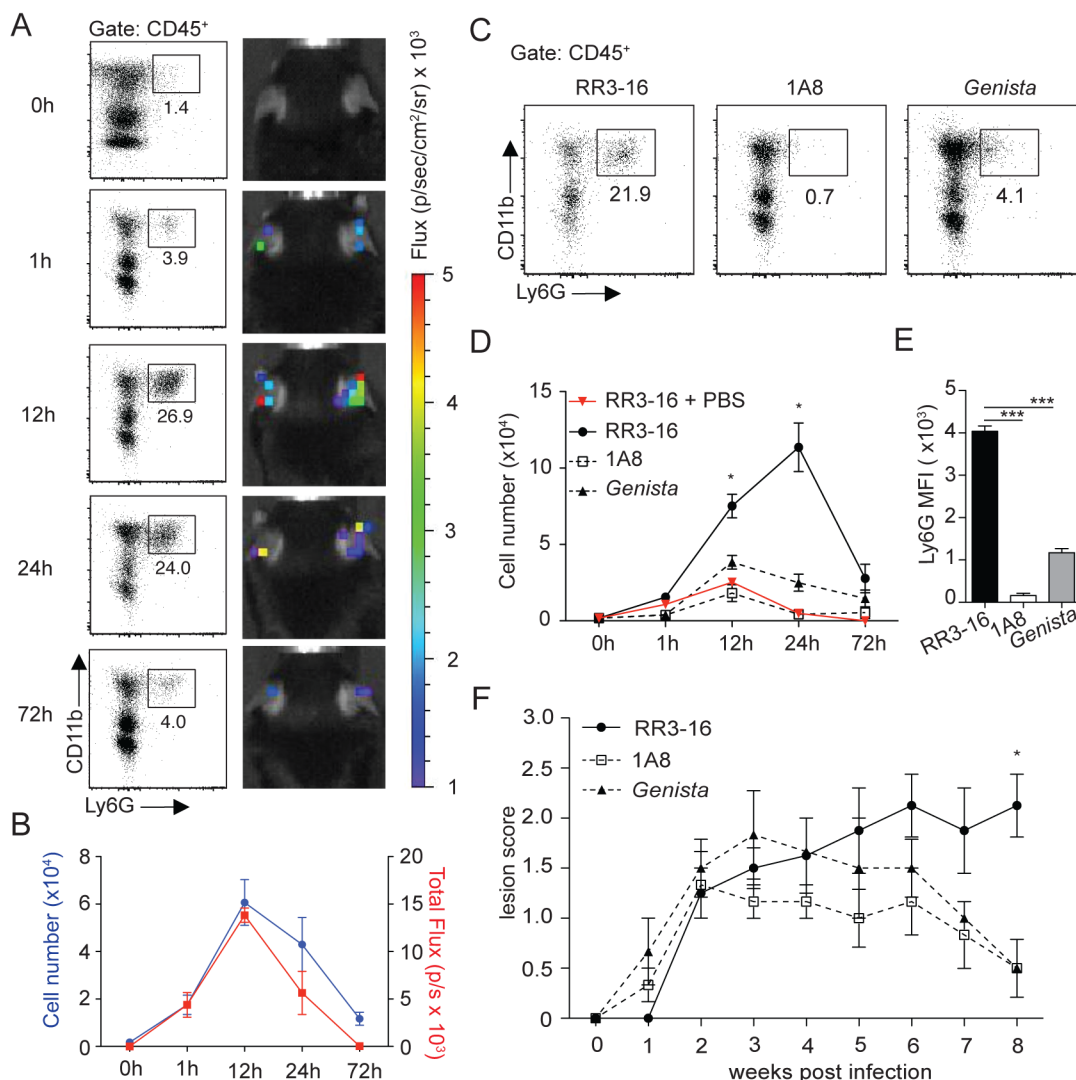 A
Gate: CD45⁺
0h
1.4
1h
3.9
12h
26.9
24h
24.0
72h
4.0
CD11b
Ly6G
Flux (p/sec/cm²/sr) x 10³
5
4
3
2
1
B
Cell number (x10⁴)
8
6
4
2
0
Total Flux (p/s x 10³)
20
15
10
5
0
0h 1h 12h 24h 72h
C
Gate: CD45⁺
RR3-16 1A8 Genista
21.9 0.7 4.1
CD11b
Ly6G
D
Cell number (x10⁴)
15
10
5
0
RR3-16 + PBS
RR3-16
1A8
Genista
* *
0h 1h 12h 24h 72h
E
Ly6G MFI ( x10³)
5
4
3
2
1
0
***
***
RR3-16 1A8 Genista
F
lesion score
3.0
2.5
2.0
1.5
1.0
0.5
0
RR3-16
1A8
Genista
*
0 1 2 3 4 5 6 7 8
weeks post infection